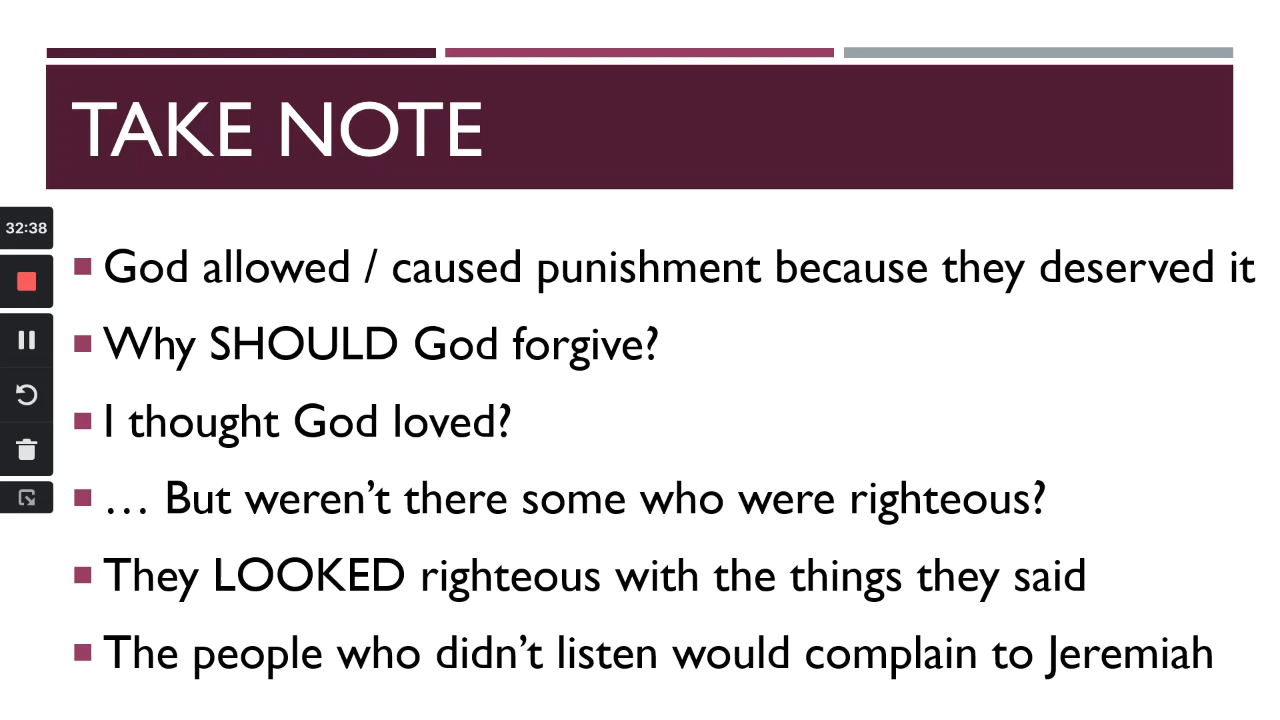 TAKE NOTE
32:38
God allowed / caused punishment because they deserved it
Why SHOULD God forgive?
I thought God loved?
… But weren’t there some who were righteous?
They LOOKED righteous with the things they said
The people who didn’t listen would complain to Jeremiah